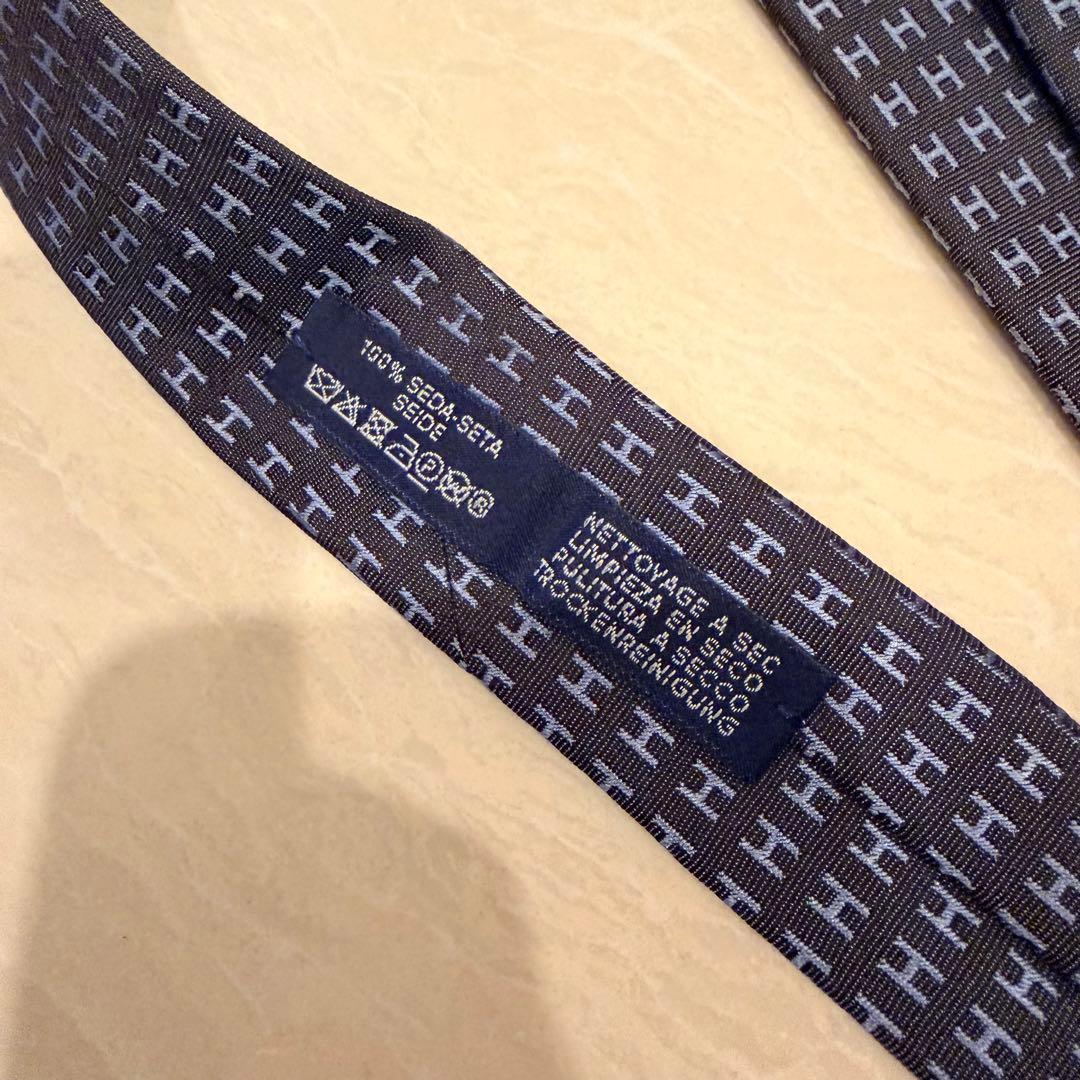 100% SEDA-SETA
SEIDE
NETTOYAGE A SEC
LIMPIEZA EN SECO
PULITURA A SECCO
TROCKENREINIGUNG